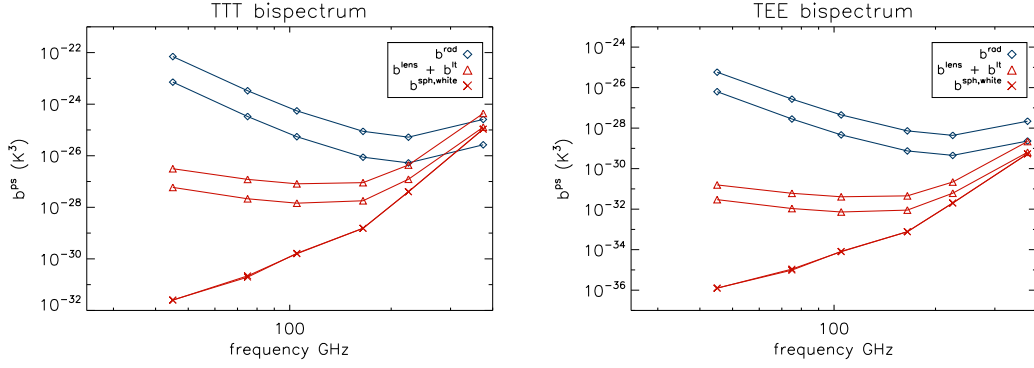 TTT bispectrum
b^ps (K^3)
10^-22
10^-24
10^-26
10^-28
10^-30
10^-32
b^rad
b^lens + b^lt
b^sph,white
100
frequency GHz
TEE bispectrum
b^ps (K^3)
10^-24
10^-26
10^-28
10^-30
10^-32
10^-34
10^-36
b^rad
b^lens + b^lt
b^sph,white
100
frequency GHz